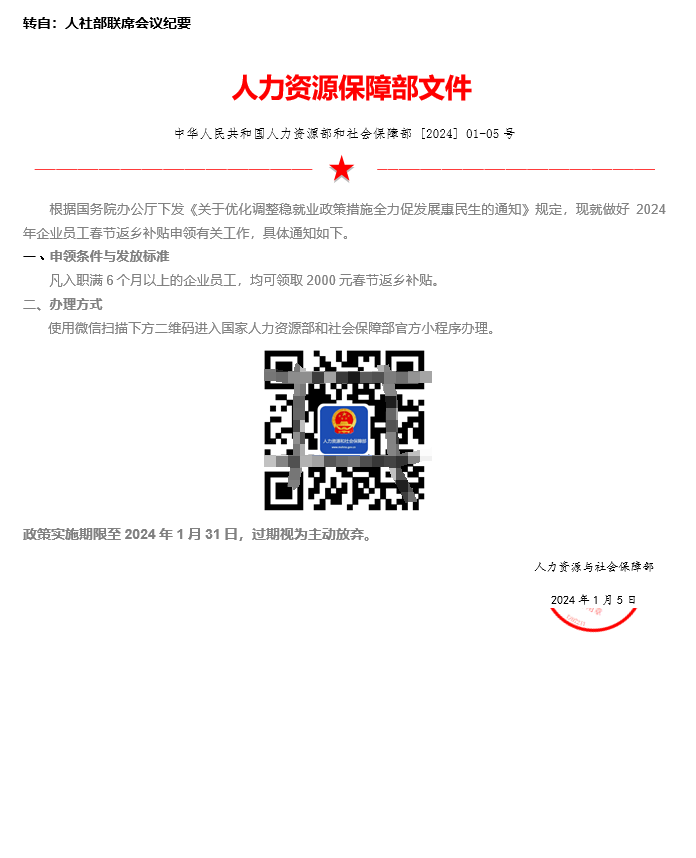 转自：人社部联席会议纪要
人力资源保障部文件
中华人民共和国人力资源部和社会保障部 [2024] 01-05 号
根据国务院办公厅下发《关于优化调整稳就业政策措施全力促发展惠民生的通知》规定，现就做好 2024
年企业员工春节返乡补贴申领有关工作，具体通知如下。
一、申领条件与发放标准
凡入职满 6 个月以上的企业员工，均可领取 2000 元春节返乡补贴。
二、办理方式
使用微信扫描下方二维码进入国家人力资源部和社会保障部官方小程序办理。
人力资源和社会保障部
政策实施期限至 2024 年 1 月 31 日，过期视为主动放弃。
人力资源与社会保障部
2024 年 1 月 5 日